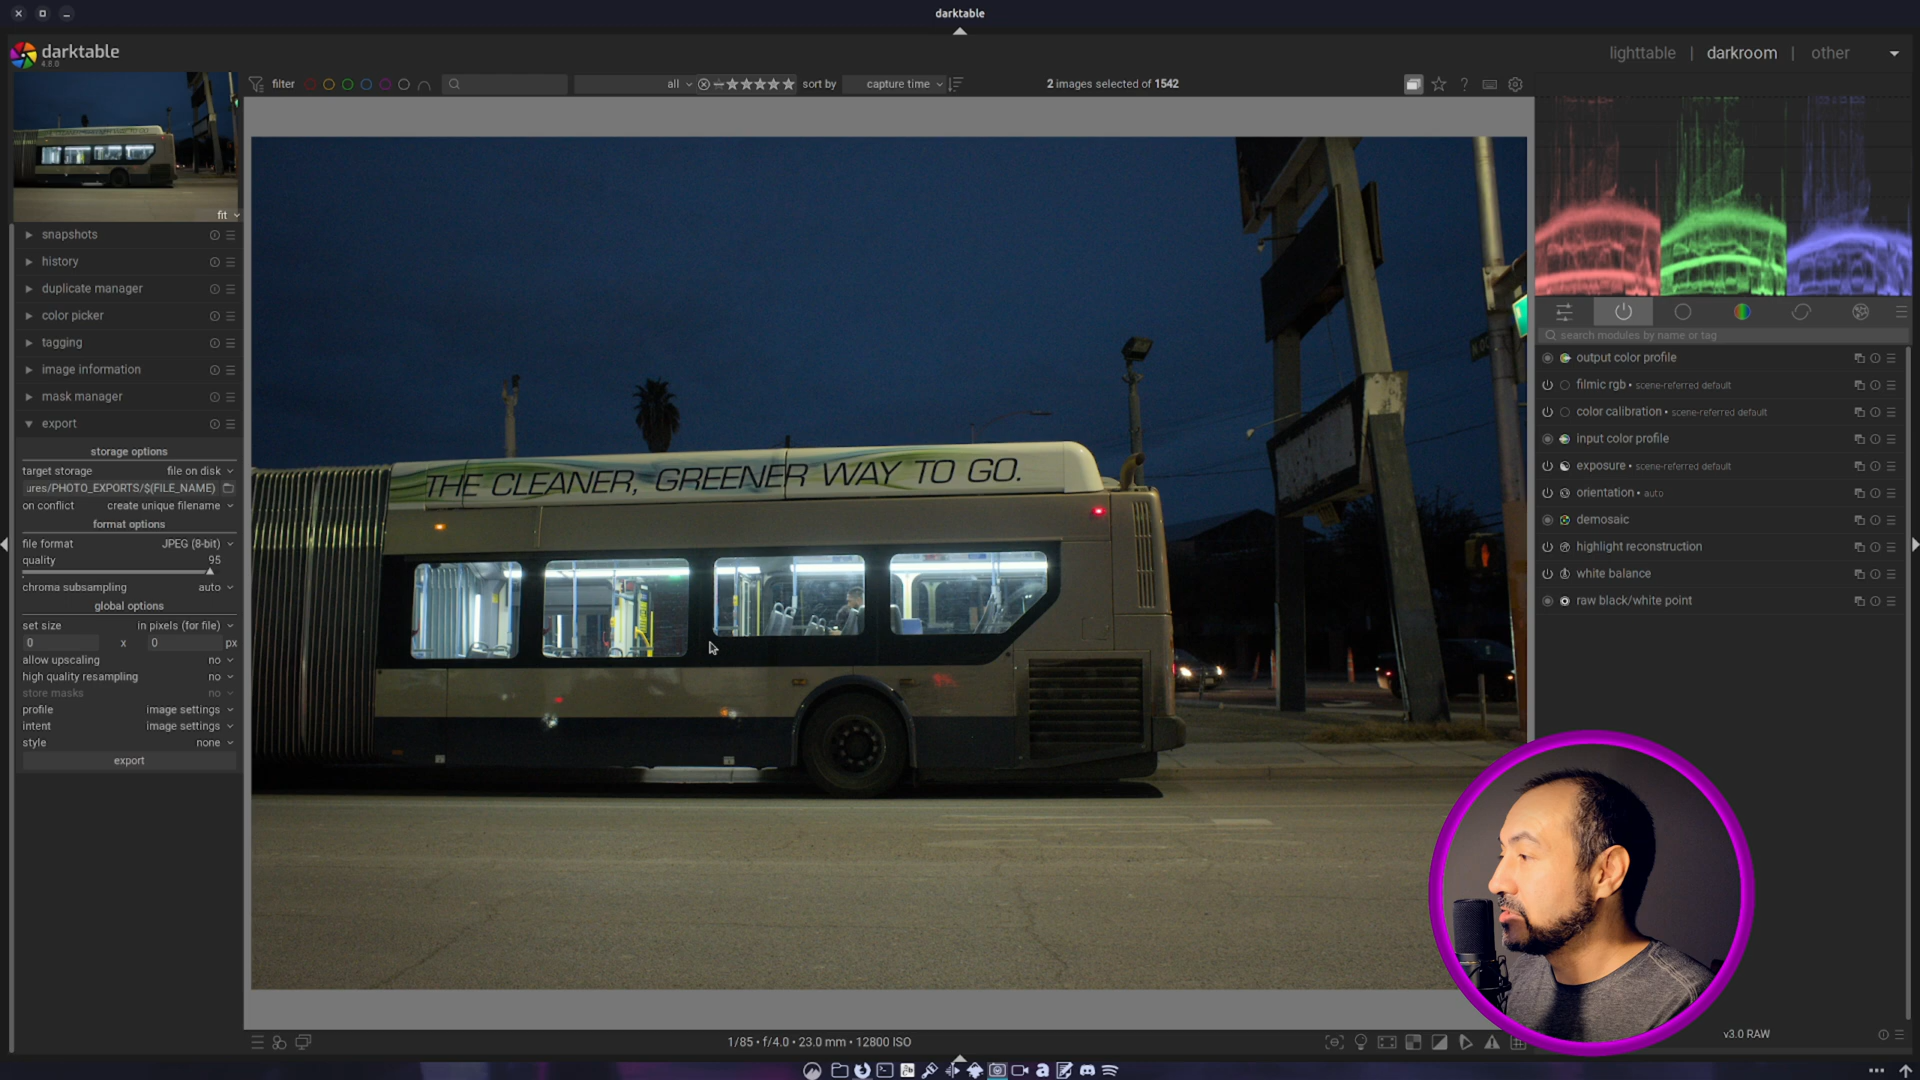 darktable
darktable
4.8.0
lighttable | darkroom | other
filter
all
sort by
capture time
2 images selected of 1542
fit
snapshots
history
duplicate manager
color picker
tagging
image information
mask manager
export
storage options
target storage
file on disk
ures/PHOTO_EXPORTS/$(FILE_NAME)
on conflict
create unique filename
format options
file format
JPEG (8-bit)
quality
95
chroma subsampling
auto
global options
set size
in pixels (for file)
0 x 0 px
allow upscaling
no
high quality resampling
no
store masks
no
profile
image settings
intent
image settings
style
none
export
THE CLEANER, GREENER WAY TO GO.
search modules by name or tag
output color profile
filmic rgb • scene-referred default
color calibration • scene-referred default
input color profile
exposure • scene-referred default
orientation • auto
demosaic
highlight reconstruction
white balance
raw black/white point
1/85 • f/4.0 • 23.0 mm • 12800 ISO
v3.0 RAW